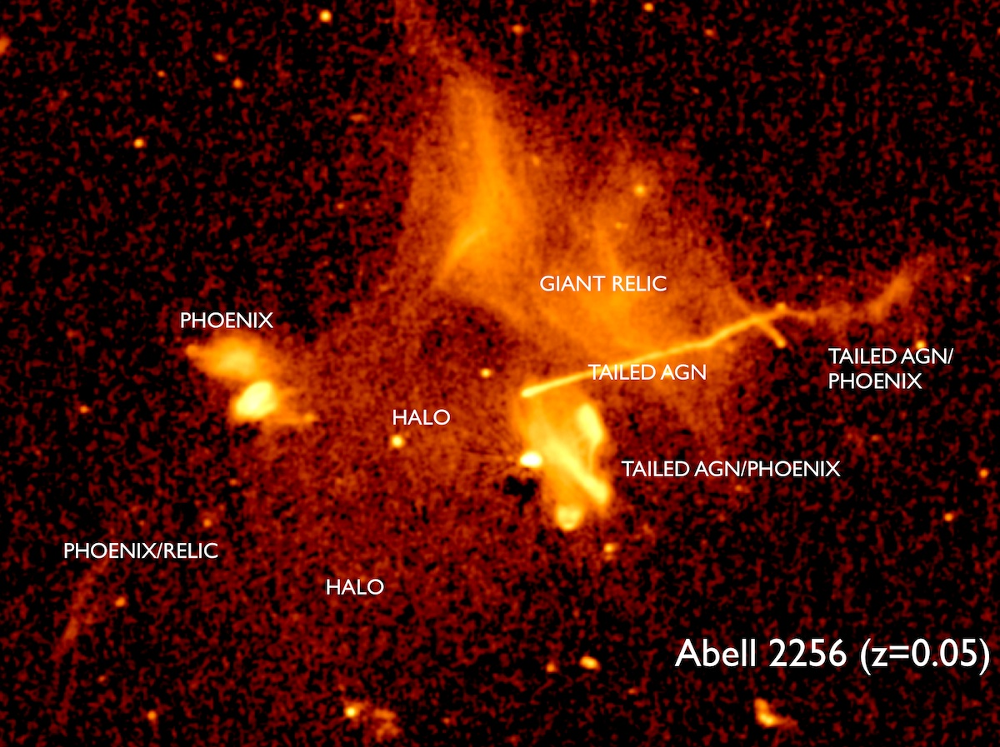 GIANT RELIC
PHOENIX
TAILED AGN
TAILED AGN/
PHOENIX
HALO
TAILED AGN/PHOENIX
PHOENIX/RELIC
HALO
Abell 2256 (z=0.05)